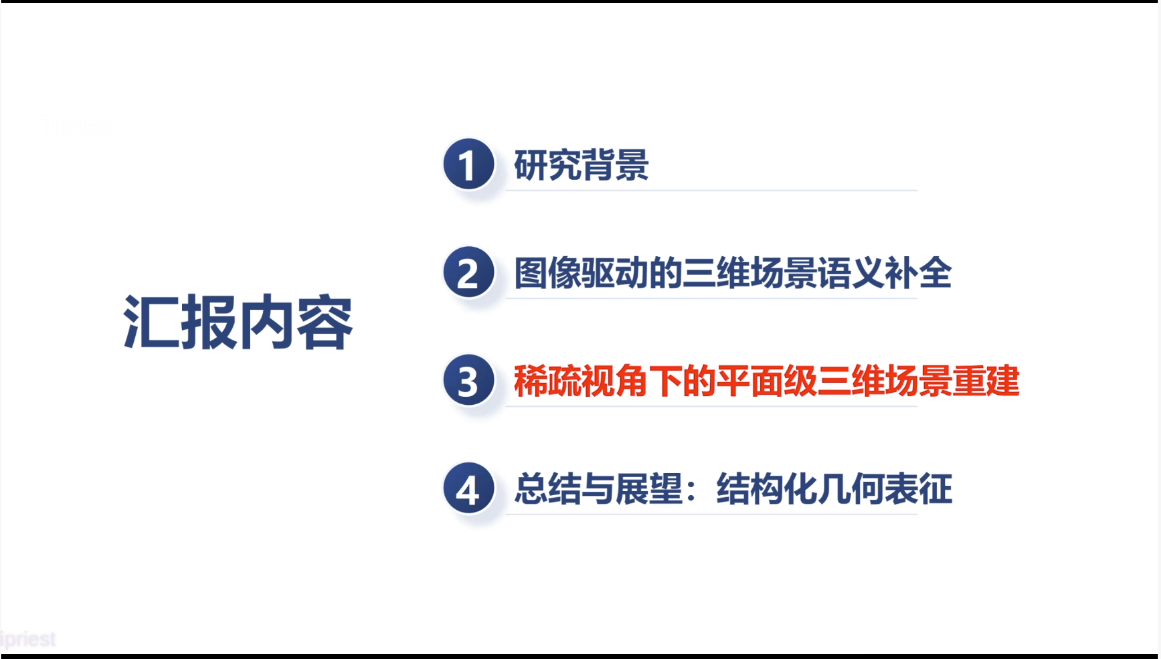 汇报内容
1 研究背景
2 图像驱动的三维场景语义补全
3 稀疏视角下的平面级三维场景重建
4 总结与展望：结构化几何表征
ipriest